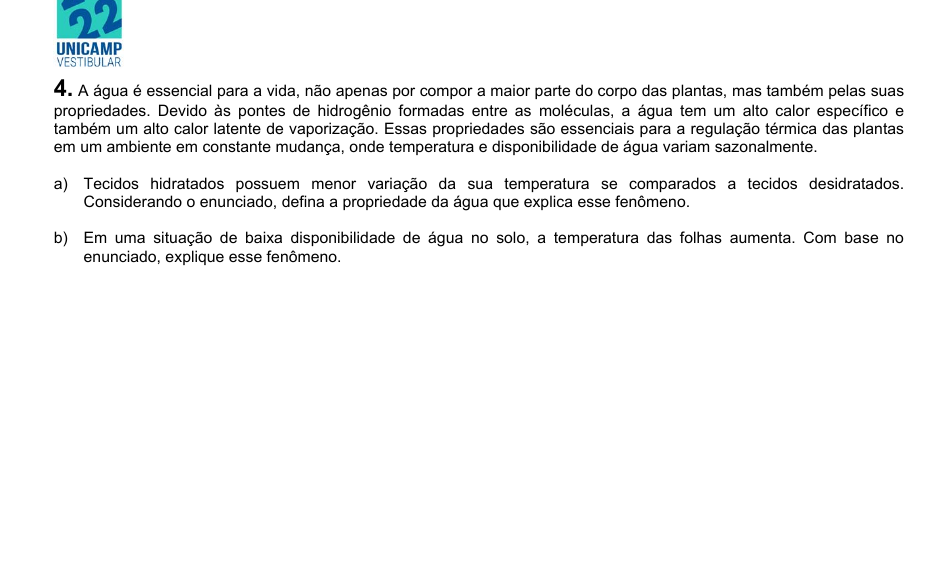 22
UNICAMP
VESTIBULAR
4. A água é essencial para a vida, não apenas por compor a maior parte do corpo das plantas, mas também pelas suas
propriedades. Devido às pontes de hidrogênio formadas entre as moléculas, a água tem um alto calor específico e
também um alto calor latente de vaporização. Essas propriedades são essenciais para a regulação térmica das plantas
em um ambiente em constante mudança, onde temperatura e disponibilidade de água variam sazonalmente.
a) Tecidos hidratados possuem menor variação da sua temperatura se comparados a tecidos desidratados.
Considerando o enunciado, defina a propriedade da água que explica esse fenômeno.
b) Em uma situação de baixa disponibilidade de água no solo, a temperatura das folhas aumenta. Com base no
enunciado, explique esse fenômeno.